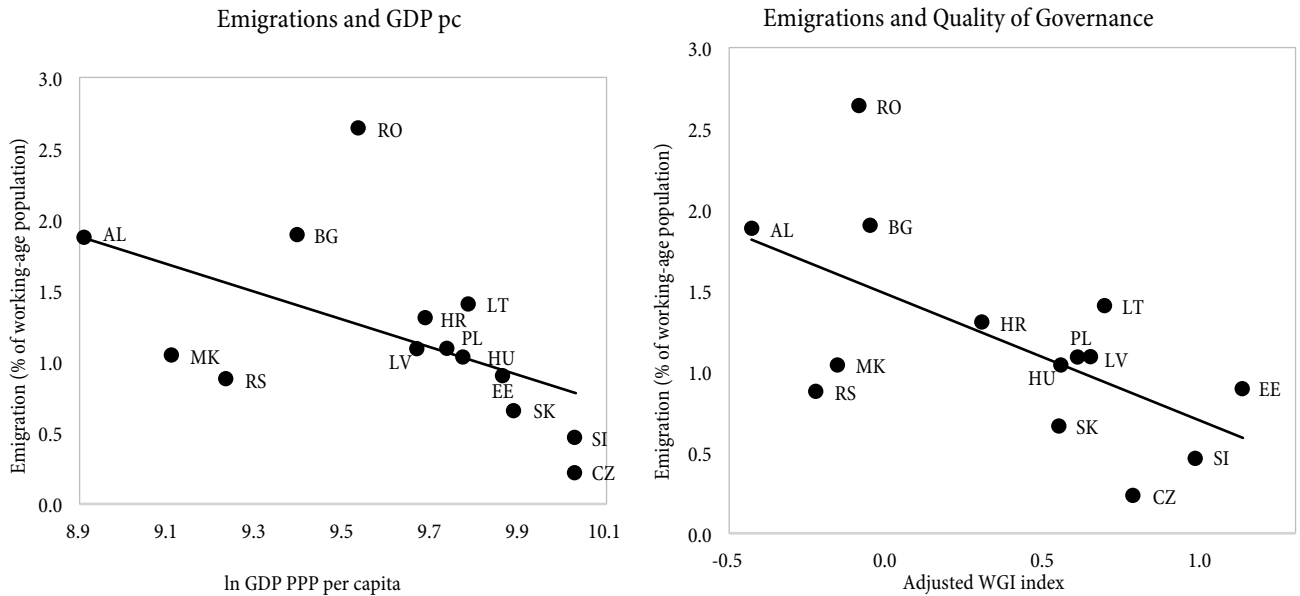 Emigrations and GDP pc
Emigration (% of working-age population)
3.0
2.5
2.0
1.5
1.0
0.5
0.0
RO
AL
BG
LT
HR
PL
LV
HU
MK
RS
EE
SK
SI
CZ
8.9 9.1 9.3 9.5 9.7 9.9 10.1
ln GDP PPP per capita
Emigrations and Quality of Governance
Emigration (% of working-age population)
3.0
2.5
2.0
1.5
1.0
0.5
0.0
RO
AL
BG
LT
HR
PL
LV
MK
HU
RS
EE
SK
SI
CZ
-0.5 0.0 0.5 1.0
Adjusted WGI index